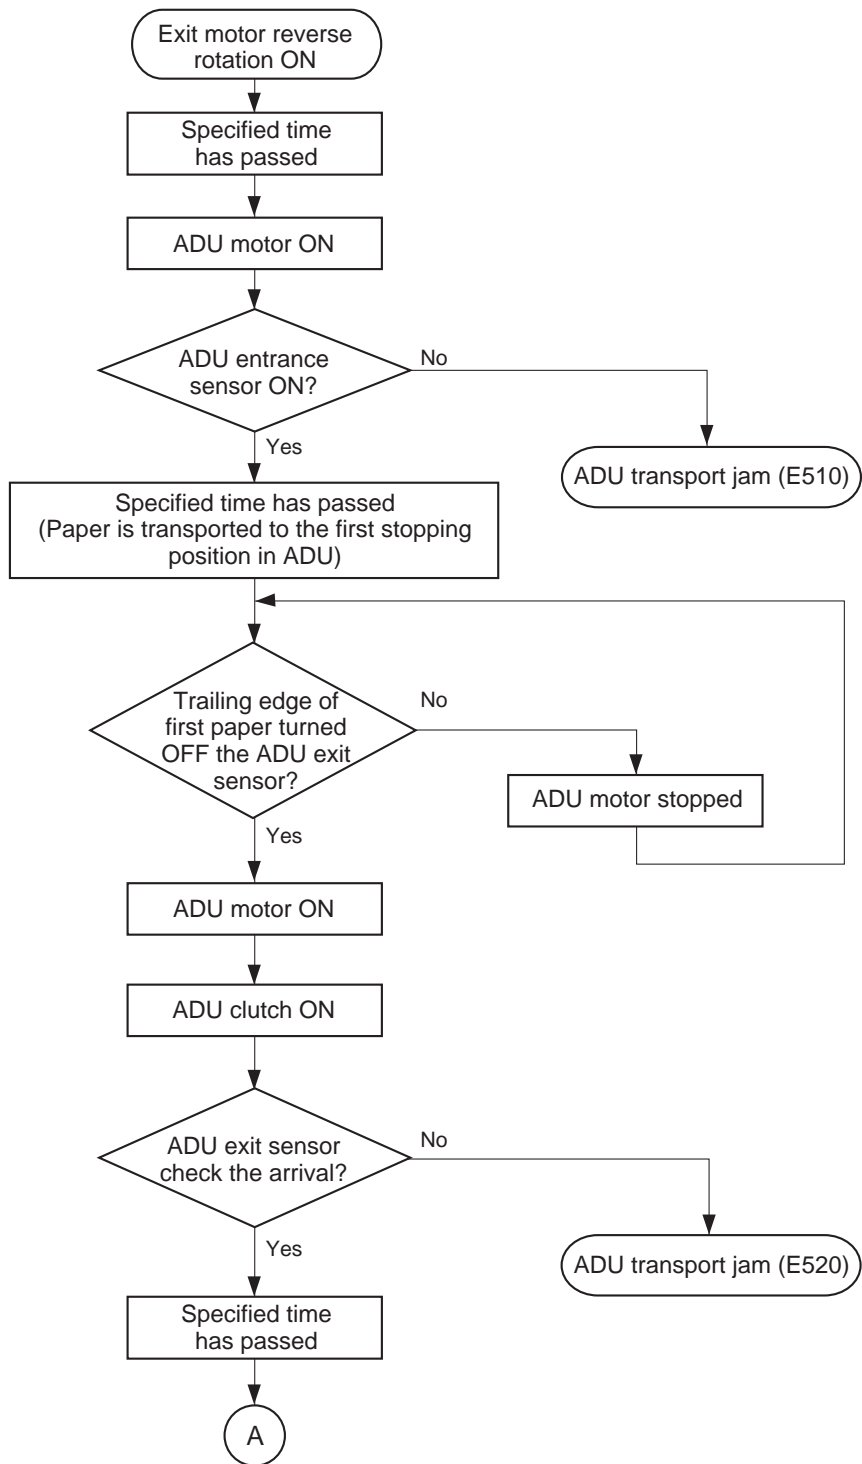 Exit motor reverse
rotation ON
Specified time
has passed
ADU motor ON
ADU entrance
sensor ON?
No
Yes
ADU transport jam (E510)
Specified time has passed
(Paper is transported to the first stopping
position in ADU)
Trailing edge of
first paper turned
OFF the ADU exit
sensor?
No
ADU motor stopped
Yes
ADU motor ON
ADU clutch ON
ADU exit sensor
check the arrival?
No
Yes
ADU transport jam (E520)
Specified time
has passed
A